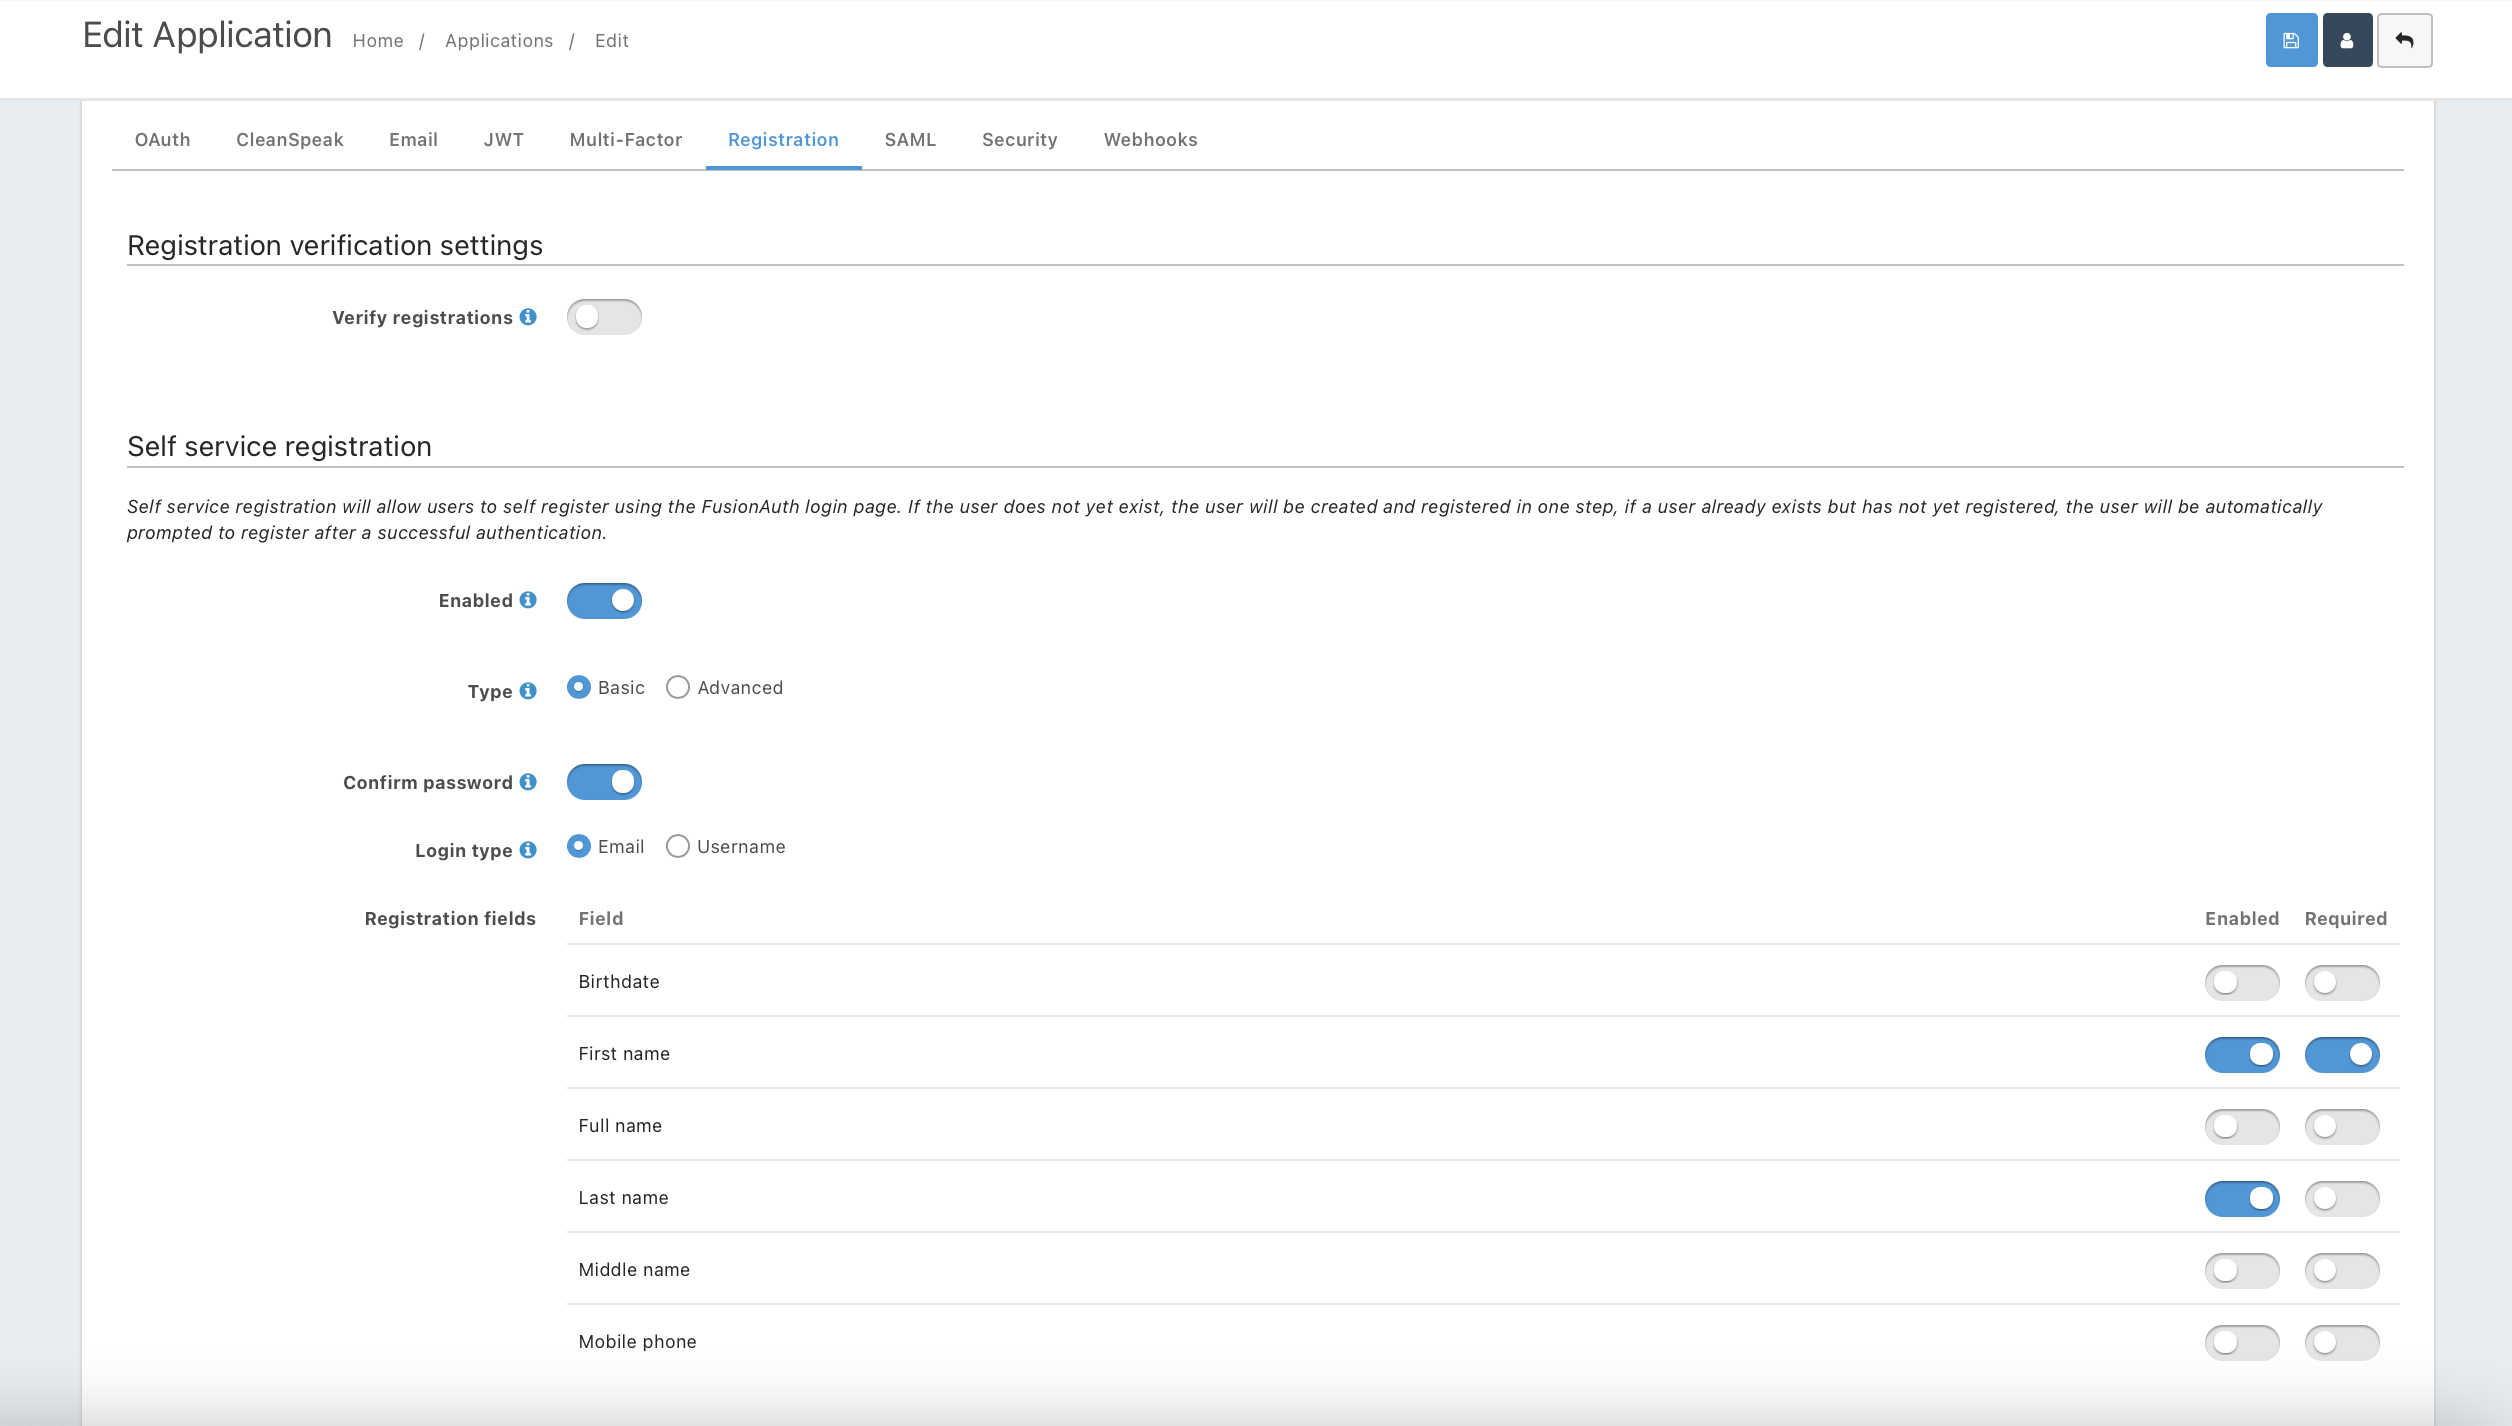 Edit Application Home / Applications / Edit
OAuth CleanSpeak Email JWT Multi-Factor Registration SAML Security Webhooks
Registration verification settings
Verify registrations
Self service registration
Self service registration will allow users to self register using the FusionAuth login page. If the user does not yet exist, the user will be created and registered in one step, if a user already exists but has not yet registered, the user will be automatically
prompted to register after a successful authentication.
Enabled
Type Basic Advanced
Confirm password
Login type Email Username
Registration fields Field Enabled Required
Birthdate
First name
Full name
Last name
Middle name
Mobile phone